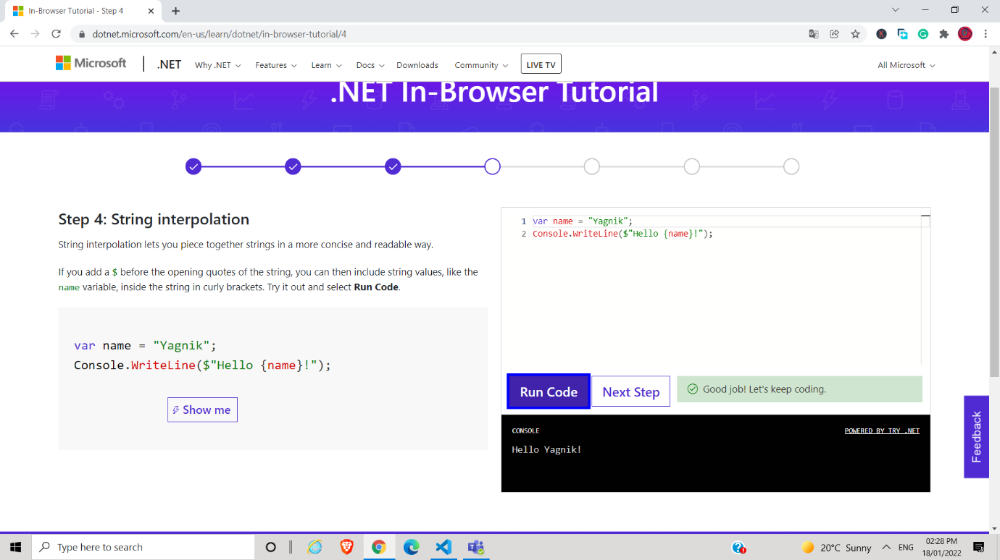 In-Browser Tutorial - Step 4
dotnet.microsoft.com/en-us/learn/dotnet/in-browser-tutorial/4
Microsoft
.NET
Why .NET
Features
Learn
Docs
Downloads
Community
LIVE TV
All Microsoft
.NET In-Browser Tutorial
Step 4: String interpolation
String interpolation lets you piece together strings in a more concise and readable way.
If you add a $ before the opening quotes of the string, you can then include string values, like the
name variable, inside the string in curly brackets. Try it out and select Run Code.
var name = "Yagnik";
Console.WriteLine($"Hello {name}!");
Show me
1 var name = "Yagnik";
2 Console.WriteLine($"Hello {name}!");
Run Code
Next Step
Good job! Let's keep coding.
CONSOLE
POWERED BY TRY .NET
Hello Yagnik!
Feedback
Type here to search
20°C Sunny
ENG
02:28 PM
18/01/2022